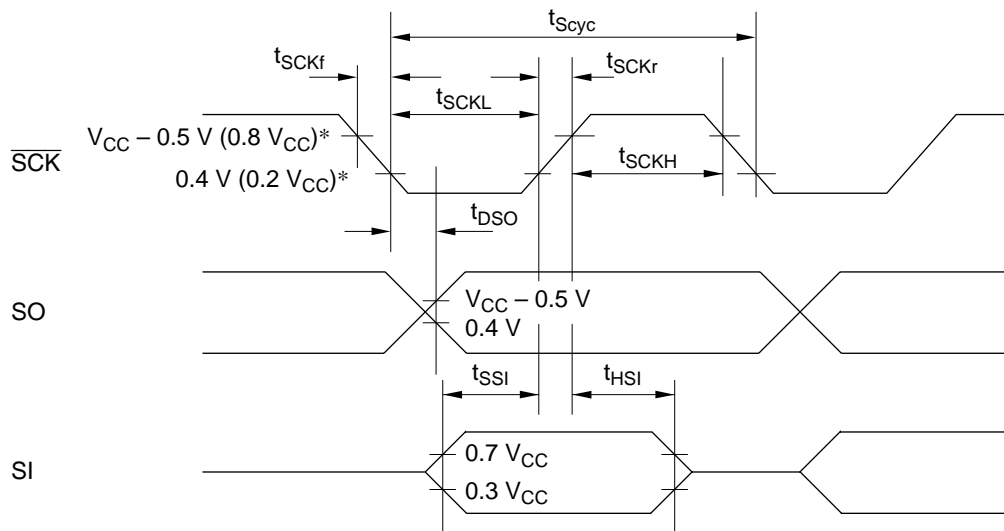 tScyc
tSCKf
tSCKr
tSCKL
VCC – 0.5 V (0.8 VCC)*
SCK
tSCKH
0.4 V (0.2 VCC)*
tDSO
SO
VCC – 0.5 V
0.4 V
tSSI
tHSI
SI
0.7 VCC
0.3 VCC